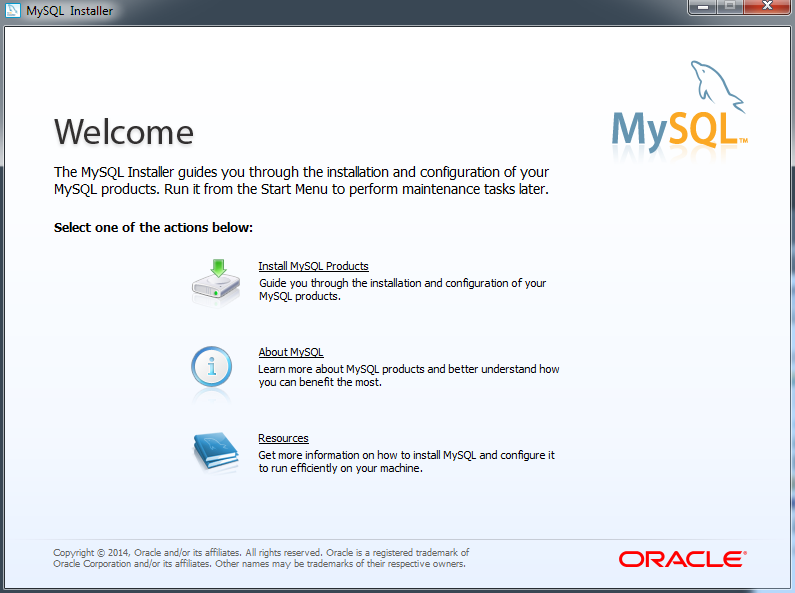 MySQL Installer
MySQL™
Welcome
The MySQL Installer guides you through the installation and configuration of your
MySQL products. Run it from the Start Menu to perform maintenance tasks later.
Select one of the actions below:
Install MySQL Products
Guide you through the installation and configuration of your
MySQL products.
About MySQL
Learn more about MySQL products and better understand how
you can benefit the most.
Resources
Get more information on how to install MySQL and configure it
to run efficiently on your machine.
Copyright © 2014, Oracle and/or its affiliates. All rights reserved. Oracle is a registered trademark of
Oracle Corporation and/or its affiliates. Other names may be trademarks of their respective owners.
ORACLE®